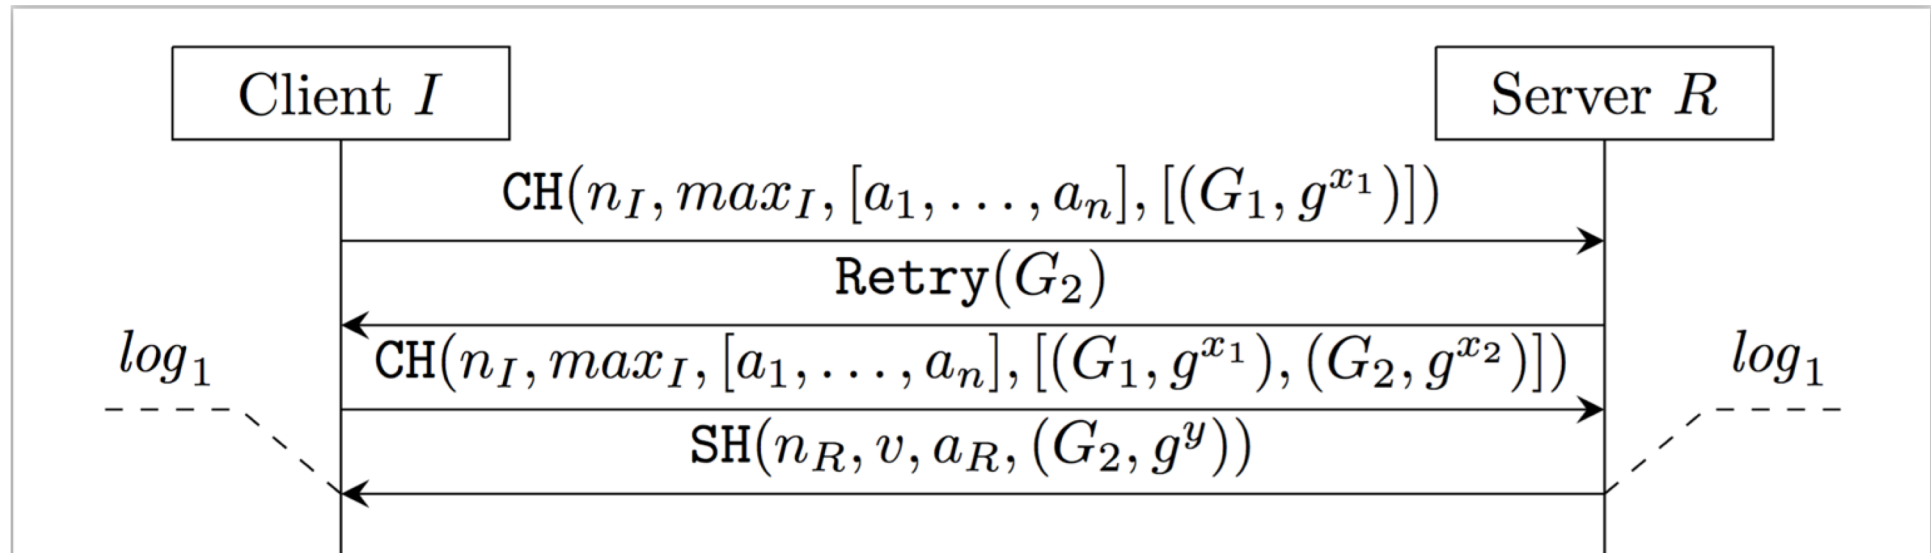 Client I
Server R
CH(n_I, max_I, [a_1, . . . , a_n], [(G_1, g^{x_1})])
Retry(G_2)
log_1
CH(n_I, max_I, [a_1, . . . , a_n], [(G_1, g^{x_1}), (G_2, g^{x_2})])
log_1
SH(n_R, v, a_R, (G_2, g^y))